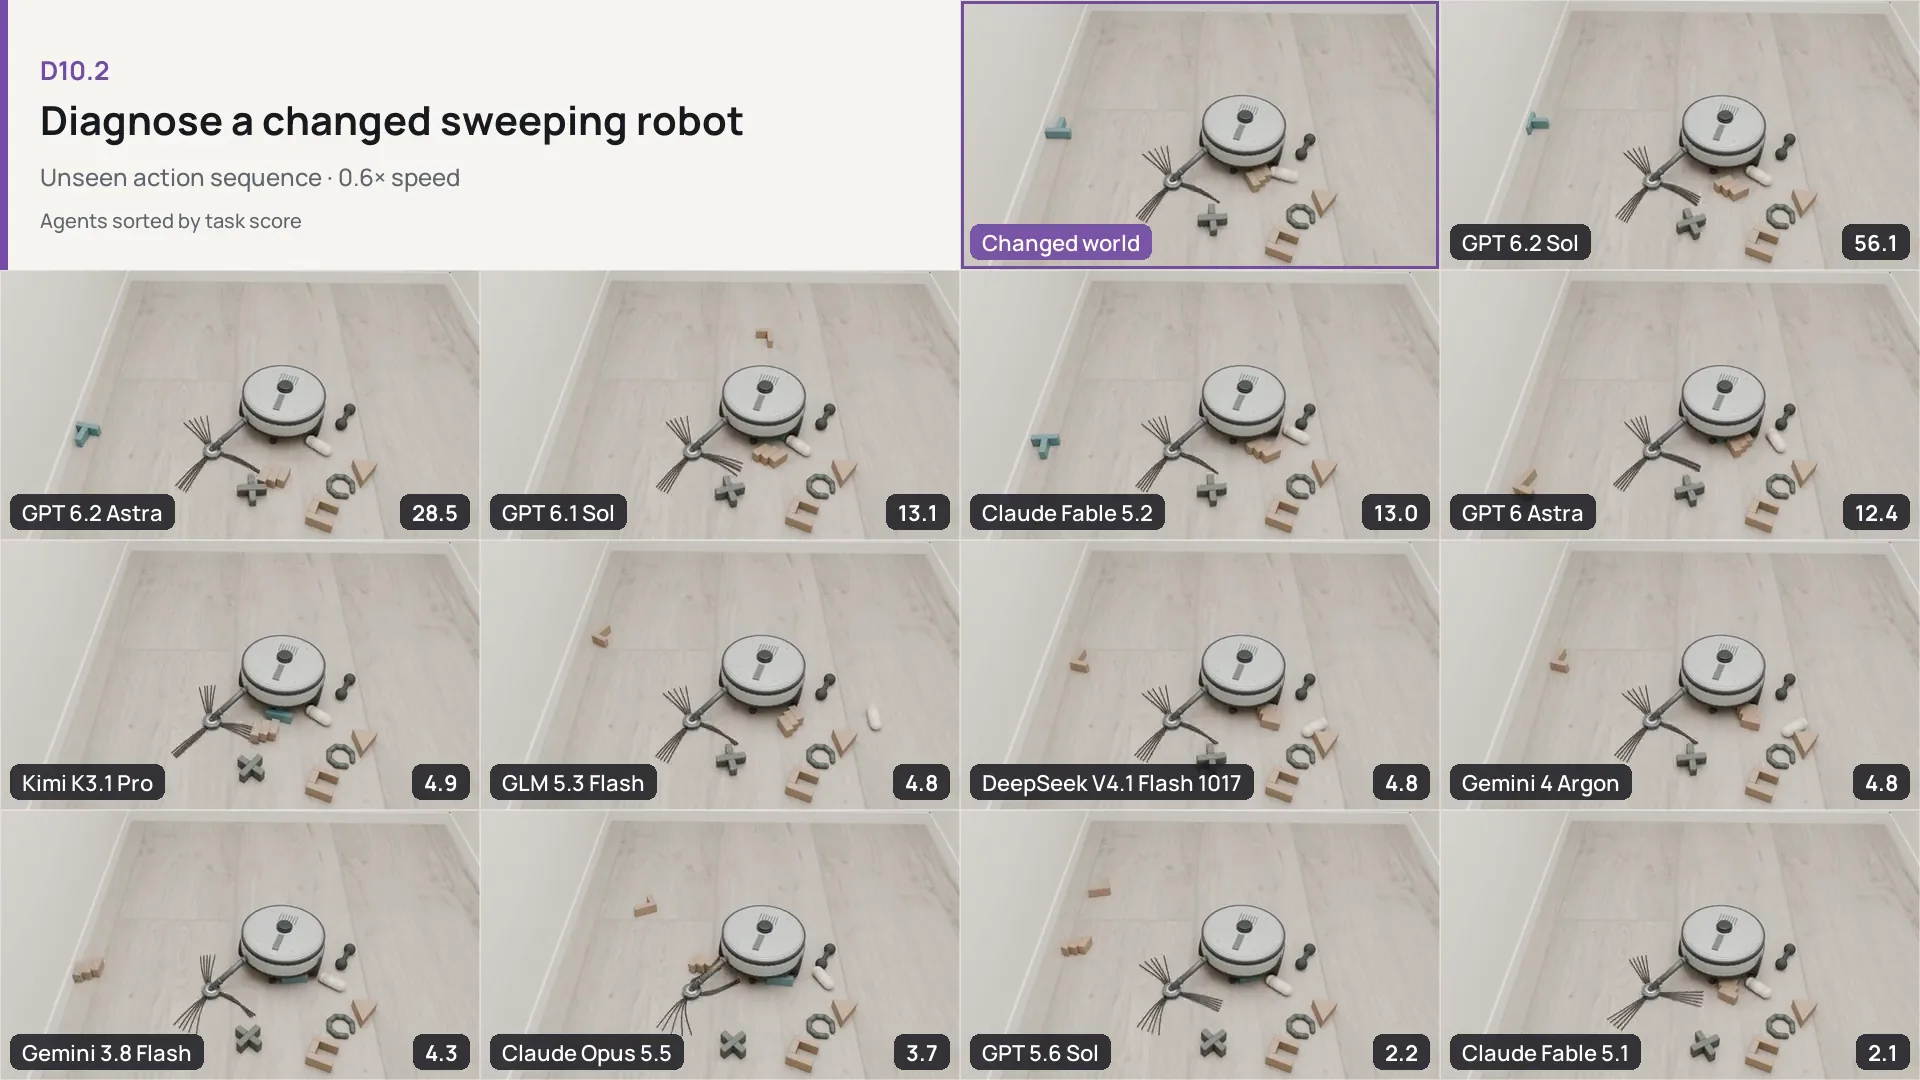 D10.2
Diagnose a changed sweeping robot
Unseen action sequence · 0.6× speed
Agents sorted by task score
Changed world
GPT 6.2 Sol
56.1
GPT 6.2 Astra
28.5
GPT 6.1 Sol
13.1
Claude Fable 5.2
13.0
GPT 6 Astra
12.4
Kimi K3.1 Pro
4.9
GLM 5.3 Flash
4.8
DeepSeek V4.1 Flash 1017
4.8
Gemini 4 Argon
4.8
Gemini 3.8 Flash
4.3
Claude Opus 5.5
3.7
GPT 5.6 Sol
2.2
Claude Fable 5.1
2.1